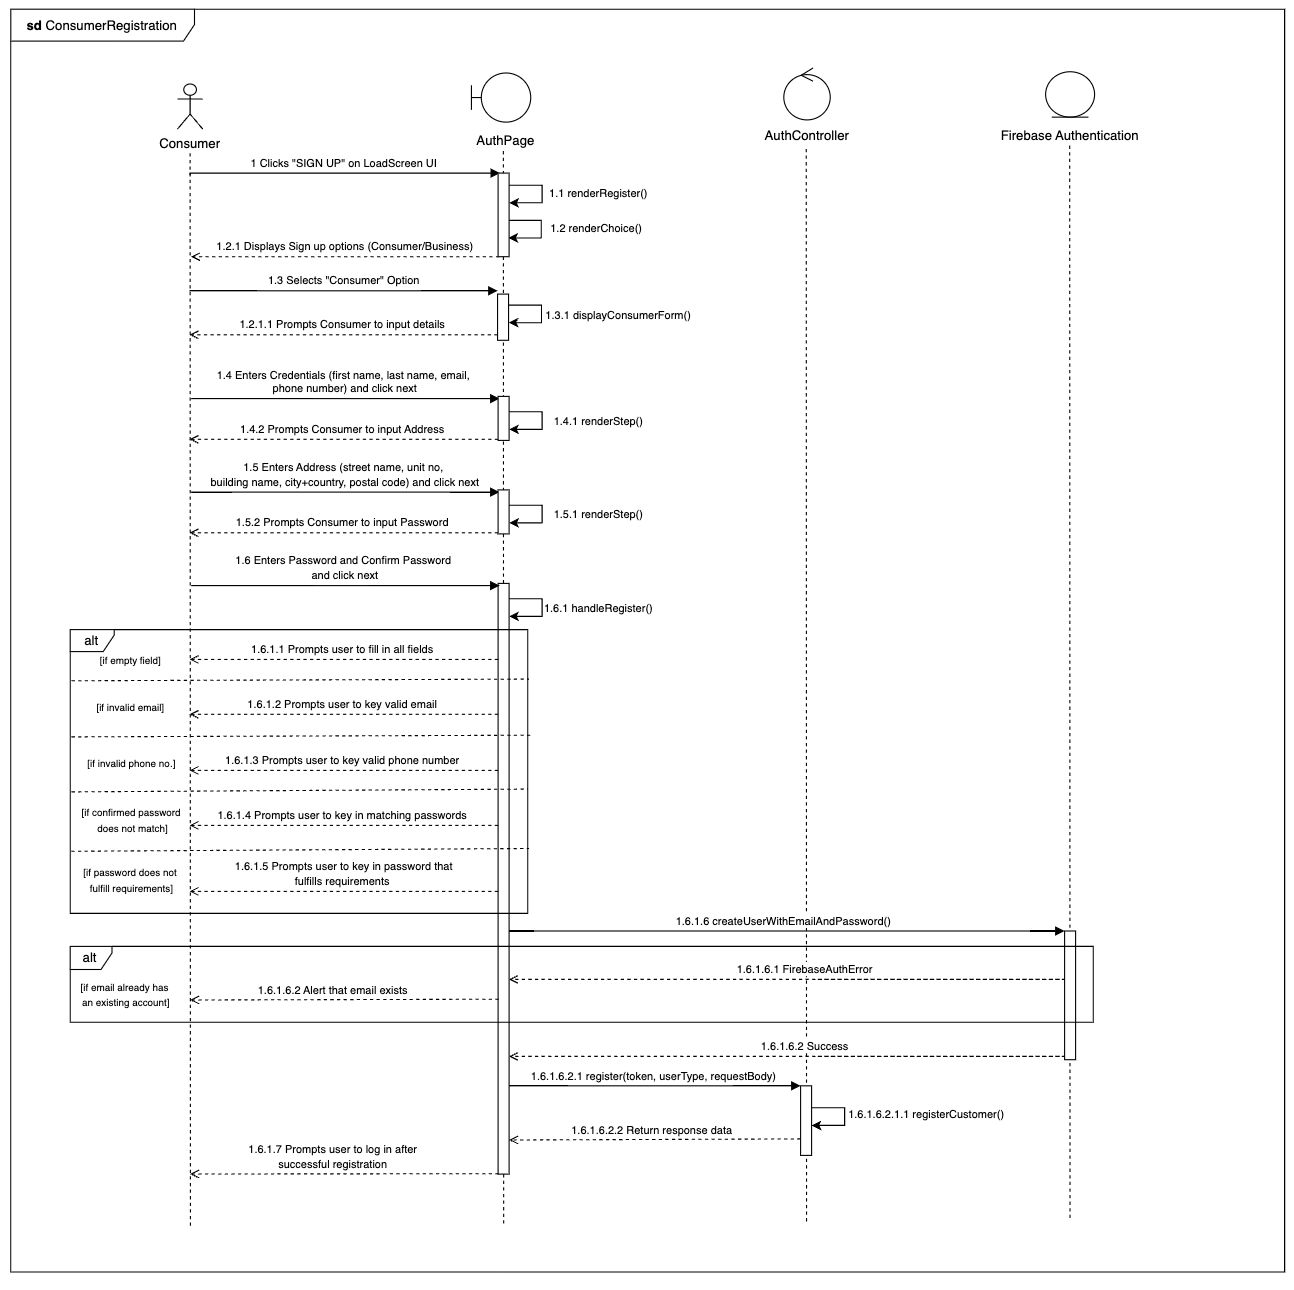 sd ConsumerRegistration
Consumer
AuthPage
AuthController
Firebase Authentication
1 Clicks "SIGN UP" on LoadScreen UI
1.1 renderRegister()
1.2 renderChoice()
1.2.1 Displays Sign up options (Consumer/Business)
1.3 Selects "Consumer" Option
1.3.1 displayConsumerForm()
1.2.1.1 Prompts Consumer to input details
1.4 Enters Credentials (first name, last name, email,
phone number) and click next
1.4.1 renderStep()
1.4.2 Prompts Consumer to input Address
1.5 Enters Address (street name, unit no,
building name, city+country, postal code) and click next
1.5.1 renderStep()
1.5.2 Prompts Consumer to input Password
1.6 Enters Password and Confirm Password
and click next
1.6.1 handleRegister()
alt
[if empty field]
1.6.1.1 Prompts user to fill in all fields
[if invalid email]
1.6.1.2 Prompts user to key valid email
[if invalid phone no.]
1.6.1.3 Prompts user to key valid phone number
[if confirmed password
does not match]
1.6.1.4 Prompts user to key in matching passwords
[if password does not
fulfill requirements]
1.6.1.5 Prompts user to key in password that
fulfills requirements
1.6.1.6 createUserWithEmailAndPassword()
alt
[if email already has
an existing account]
1.6.1.6.1 FirebaseAuthError
1.6.1.6.2 Alert that email exists
1.6.1.6.2 Success
1.6.1.6.2.1 register(token, userType, requestBody)
1.6.1.6.2.1.1 registerCustomer()
1.6.1.6.2.2 Return response data
1.6.1.7 Prompts user to log in after
successful registration